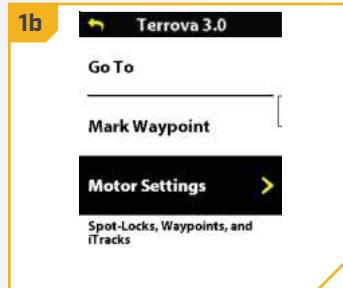 1b
Terrova 3.0
Go To
Mark Waypoint
Motor Settings
Spot-Locks, Waypoints, and
iTracks